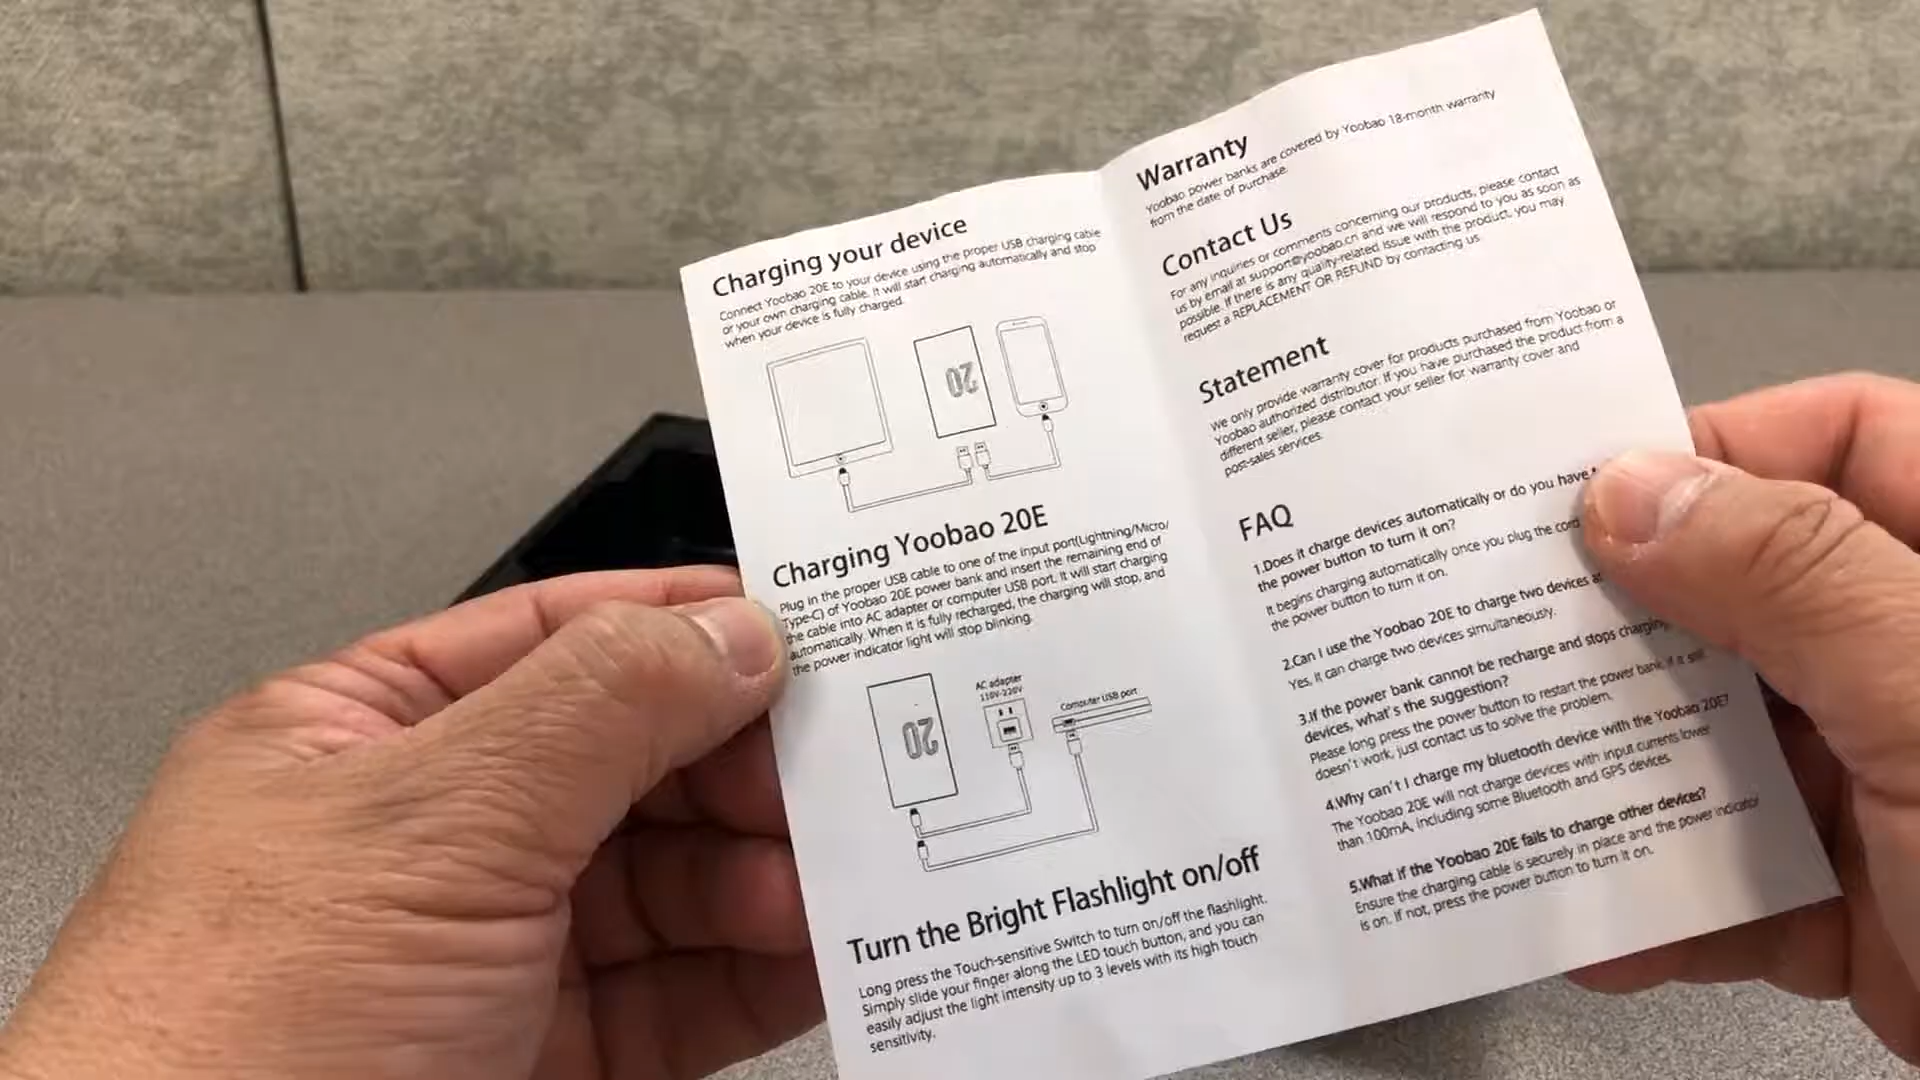 Charging your device
Connect Yoobao 20E to your device using the proper USB charging cable
or your own charging cable. It will start charging automatically and stop
when your device is fully charged.
20
Charging Yoobao 20E
Plug in the proper USB cable to one of the input port(Lightning/Micro/
Type-C) of Yoobao 20E power bank and insert the remaining end of
the cable into AC adapter or computer USB port. It will start charging
automatically. When it is fully recharged, the charging will stop, and
the power indicator light will stop blinking.
20
AC adapter
110V-220V
Computer USB port
Turn the Bright Flashlight on/off
Long press the Touch-sensitive Switch to turn on/off the flashlight.
Simply slide your finger along the LED touch button, and you can
easily adjust the light intensity up to 3 levels with its high touch
sensitivity.
Warranty
Yoobao power banks are covered by Yoobao 18-month warranty
from the date of purchase.
Contact Us
For any inquiries or comments concerning our products, please contact
us by email at support@yoobao.cn and we will respond to you as soon as
possible. If there is any quality-related issue with the product, you may
request a REPLACEMENT OR REFUND by contacting us.
Statement
We only provide warranty cover for products purchased from Yoobao or
Yoobao authorized distributor. If you have purchased the product from a
different seller, please contact your seller for warranty cover and
post-sales services.
FAQ
1.Does it charge devices automatically or do you have
the power button to turn it on?
It begins charging automatically once you plug the cord
the power button to turn it on.
2.Can I use the Yoobao 20E to charge two devices
Yes, it can charge two devices simultaneously.
3.If the power bank cannot be recharge and stops charging
devices, what's the suggestion?
Please long press the power button to restart the power bank, if it still
doesn't work, just contact us to solve the problem.
4.Why can't I charge my bluetooth device with the Yoobao 20E?
The Yoobao 20E will not charge devices with input currents lower
than 100mA, including some Bluetooth and GPS devices.
5.What if the Yoobao 20E fails to charge other devices?
Ensure the charging cable is securely in place and the power indicator
is on. If not, press the power button to turn it on.